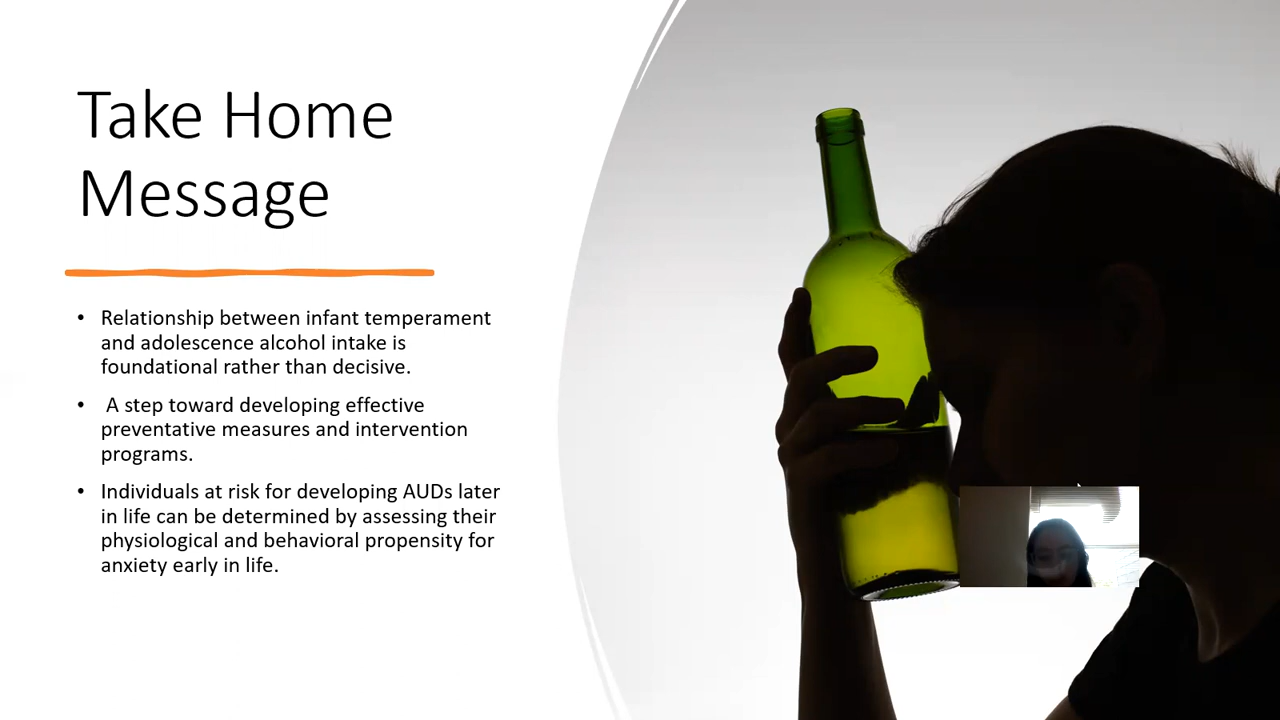 Take Home
Message
• Relationship between infant temperament
and adolescence alcohol intake is
foundational rather than decisive.
• A step toward developing effective
preventative measures and intervention
programs.
• Individuals at risk for developing AUDs later
in life can be determined by assessing their
physiological and behavioral propensity for
anxiety early in life.